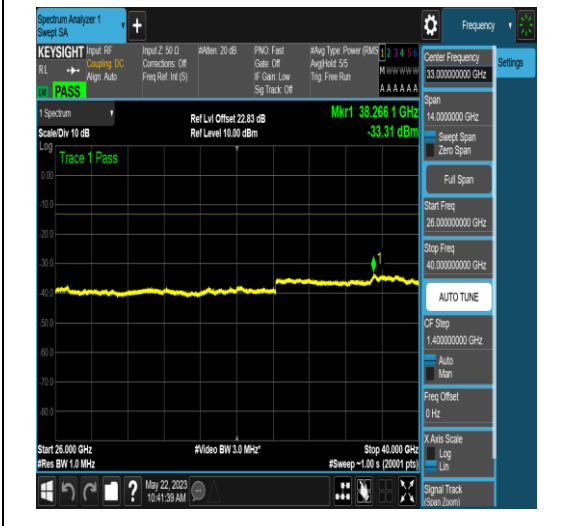 Spectrum Analyzer 1
Swept SA
+
Frequency
KEYSIGHT
Input: RF
Coupling: DC
Align: Auto
RL
LXI
PASS
Input Z: 50 Ω
Corrections: Off
Freq Ref: Int (S)
#Atten: 20 dB
PNO: Fast
Gate: Off
IF Gain: Low
Sig Track: Off
#Avg Type: Power (RMS
Avg|Hold: 5/5
Trig: Free Run
1 2 3 4 5 6
M W W W W W
A A A A A A
Center Frequency
33.000000000 GHz
Settings
Span
14.0000000 GHz
Swept Span
Zero Span
Full Span
Start Freq
26.000000000 GHz
Stop Freq
40.000000000 GHz
AUTO TUNE
CF Step
1.400000000 GHz
Auto
Man
Freq Offset
0 Hz
X Axis Scale
Log
Lin
Signal Track
(Span Zoom)
1 Spectrum
Scale/Div 10 dB
Ref Lvl Offset 22.83 dB
Ref Level 10.00 dBm
Mkr1 38.266 1 GHz
-33.31 dBm
Log
Trace 1 Pass
0.00
-10.0
-20.0
-30.0
-40.0
-50.0
-60.0
-70.0
-80.0
1
Start 26.000 GHz
#Res BW 1.0 MHz
#Video BW 3.0 MHz*
Stop 40.000 GHz
#Sweep ~1.00 s (20001 pts)
?
May 22, 2023
10:41:39 AM